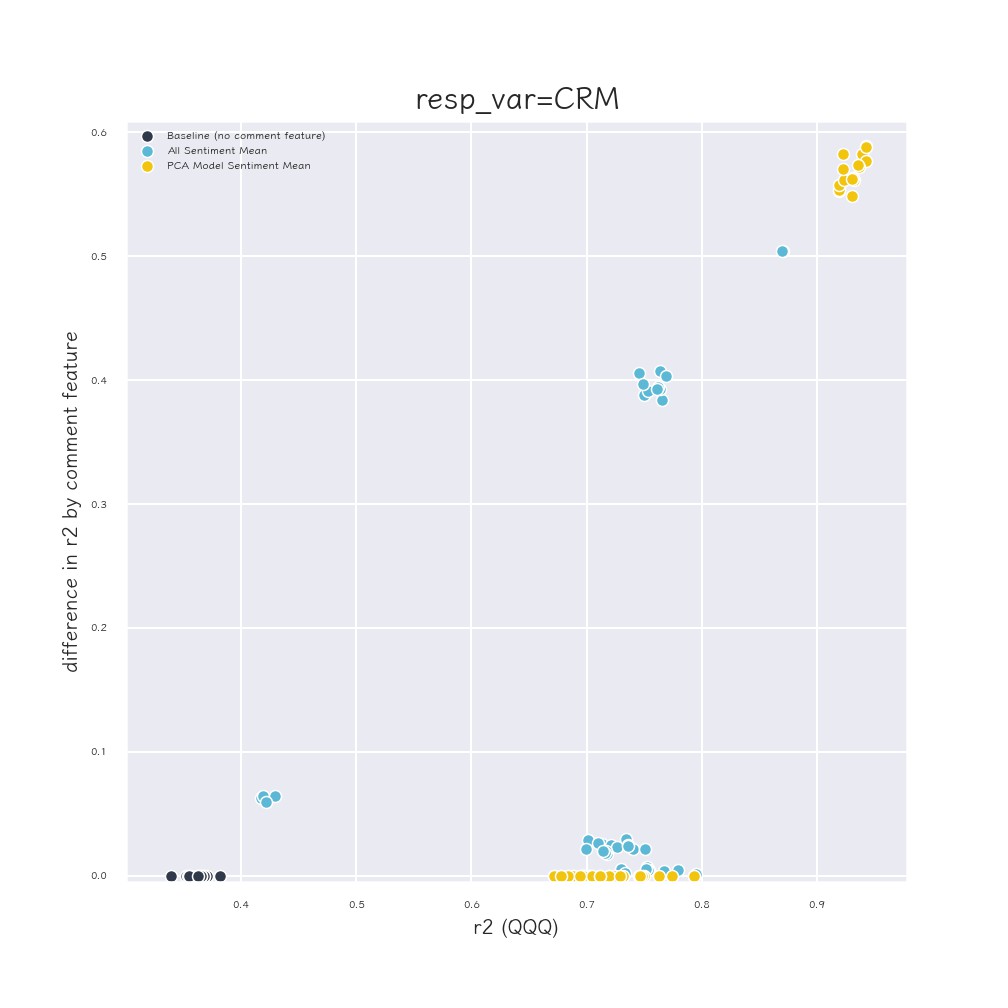 resp_var=CRM
Baseline (no comment feature)
All Sentiment Mean
PCA Model Sentiment Mean
difference in r2 by comment feature
0.6
0.5
0.4
0.3
0.2
0.1
0.0
0.4 0.5 0.6 0.7 0.8 0.9
r2 (QQQ)